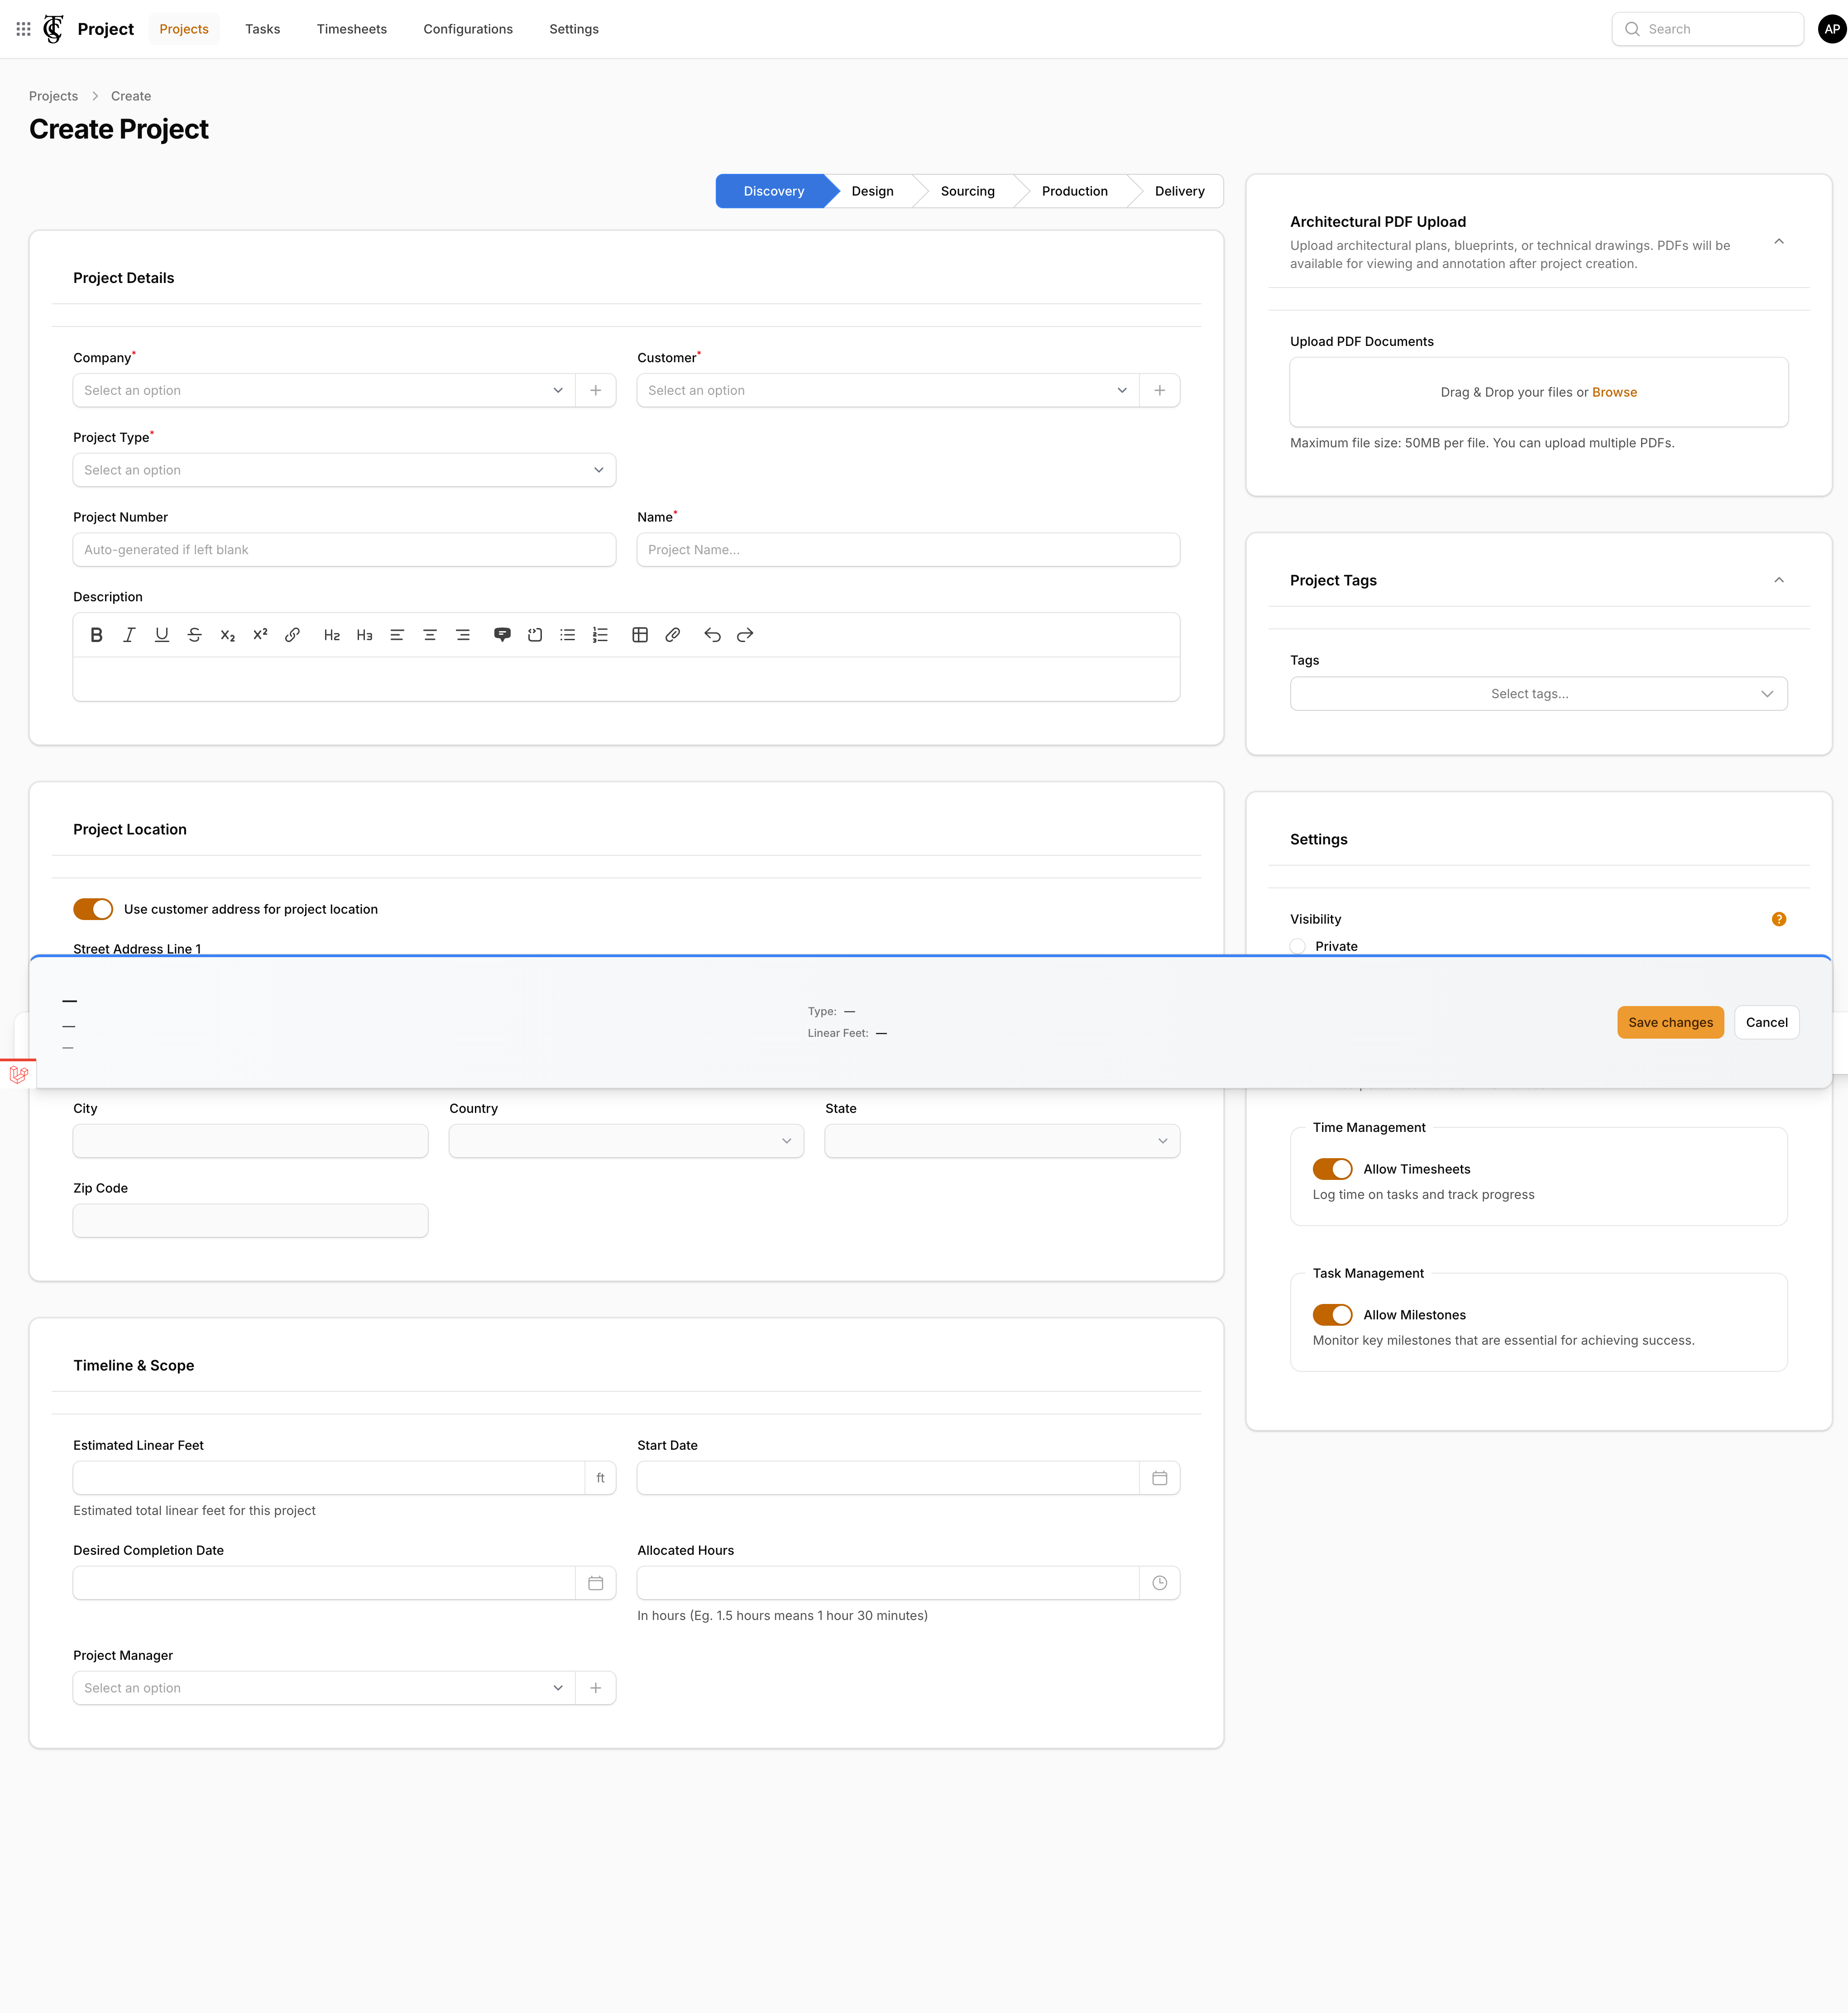 Project
Projects
Tasks
Timesheets
Configurations
Settings
Search
AP
Projects
Create
Create Project
Discovery
Design
Sourcing
Production
Delivery
Project Details
Company*
Select an option
Customer*
Select an option
Project Type*
Select an option
Project Number
Auto-generated if left blank
Name*
Project Name...
Description
H2
H3
Project Location
Use customer address for project location
Street Address Line 1
—
—
—
Type: —
Linear Feet: —
Save changes
Cancel
City
Country
State
Zip Code
Timeline & Scope
Estimated Linear Feet
ft
Estimated total linear feet for this project
Start Date
Desired Completion Date
Allocated Hours
In hours (Eg. 1.5 hours means 1 hour 30 minutes)
Project Manager
Select an option
Architectural PDF Upload
Upload architectural plans, blueprints, or technical drawings. PDFs will be
available for viewing and annotation after project creation.
Upload PDF Documents
Drag & Drop your files or Browse
Maximum file size: 50MB per file. You can upload multiple PDFs.
Project Tags
Tags
Select tags...
Settings
Visibility
Private
Time Management
Allow Timesheets
Log time on tasks and track progress
Task Management
Allow Milestones
Monitor key milestones that are essential for achieving success.